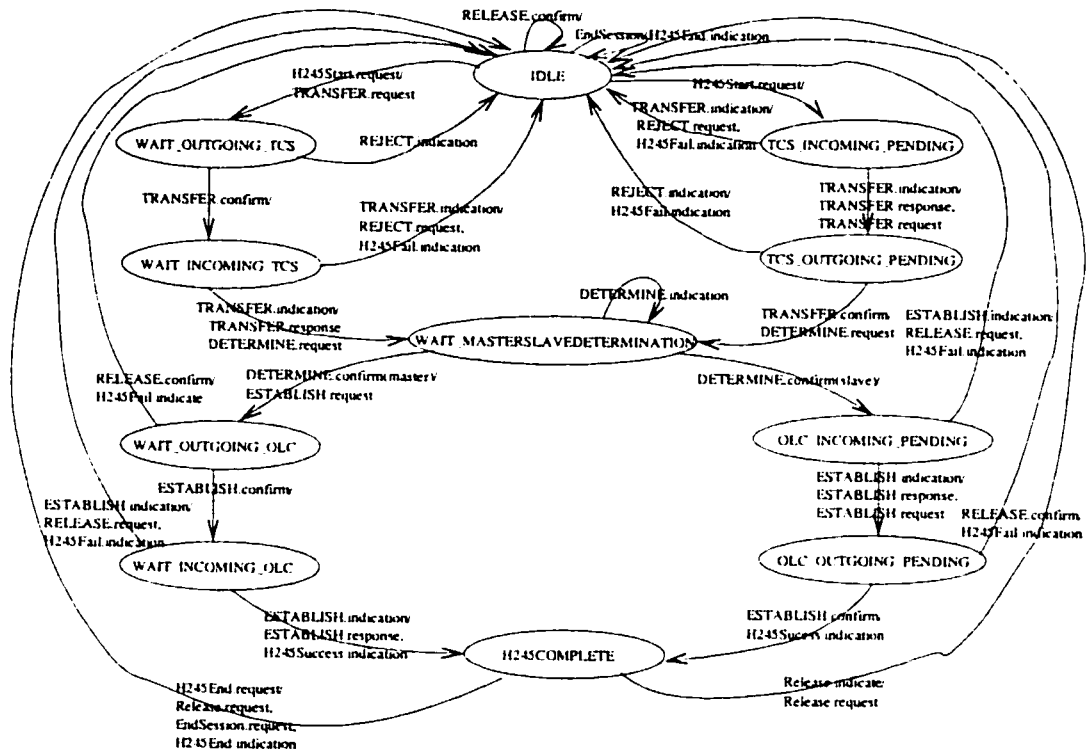 RELEASE.confirm/
EndSession/H245End.indication
IDLE
H245Start.request/
TRANSFER.request
H245Start.request/
TRANSFER.indication/
REJECT.request,
H245Fail.indication
WAIT_OUTGOING_TCS
REJECT.indication
TCS_INCOMING_PENDING
TRANSFER.confirm/
TRANSFER.indication/
REJECT.request,
H245Fail.indication
REJECT.indication/
H245Fail.indication
TRANSFER.indication/
TRANSFER response,
TRANSFER request
WAIT_INCOMING_TCS
TCS_OUTGOING_PENDING
DETERMINE.indication
TRANSFER.indication/
TRANSFER.response
DETERMINE.request
TRANSFER.confirm/
DETERMINE.request
ESTABLISH.indication/
RELEASE.request,
H245Fail.indication
WAIT_MASTERSLAVEDETERMINATION
RELEASE.confirm/
H245Fail indicate
DETERMINE.confirm(master)/
ESTABLISH request
DETERMINE.confirm(slave)/
WAIT_OUTGOING_OLC
OLC_INCOMING_PENDING
ESTABLISH.confirm/
ESTABLISH indication/
RELEASE.request,
H245Fail.indication
ESTABLISH indication/
ESTABLISH response,
ESTABLISH request
RELEASE.confirm/
H245Fail indication
WAIT_INCOMING_OLC
OLC_OUTGOING_PENDING
ESTABLISH.indication/
ESTABLISH response,
H245Success indication
ESTABLISH confirm/
H245Sucess indication
H245COMPLETE
H245End.request/
Release.request,
EndSession.request,
H245End.indication
Release indicate/
Release request